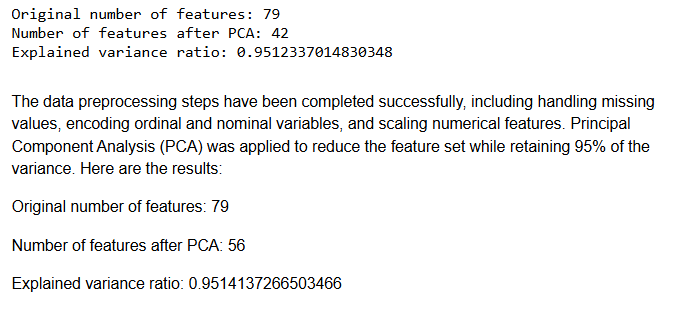 Original number of features: 79
Number of features after PCA: 42
Explained variance ratio: 0.9512337014830348
The data preprocessing steps have been completed successfully, including handling missing
values, encoding ordinal and nominal variables, and scaling numerical features. Principal
Component Analysis (PCA) was applied to reduce the feature set while retaining 95% of the
variance. Here are the results:
Original number of features: 79
Number of features after PCA: 56
Explained variance ratio: 0.9514137266503466